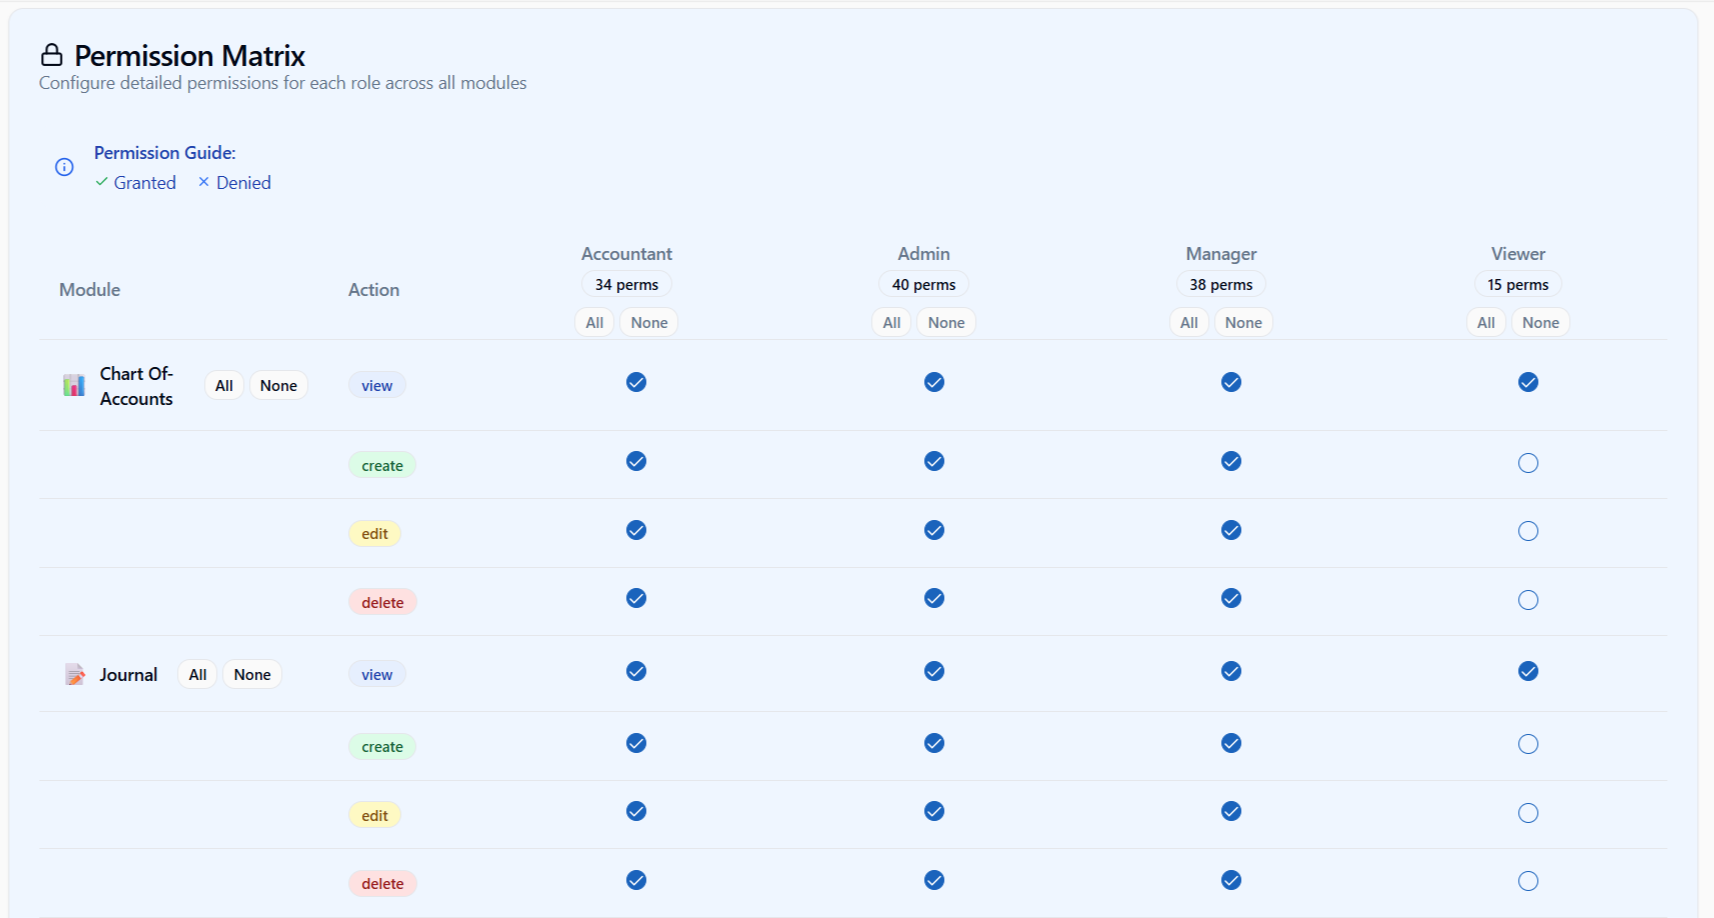 Permission Matrix
Configure detailed permissions for each role across all modules
Permission Guide:
Granted Denied
Module Action Accountant Admin Manager Viewer
34 perms 40 perms 38 perms 15 perms
All None All None All None All None
Chart Of-
Accounts
All None view
create
edit
delete
Journal All None view
create
edit
delete